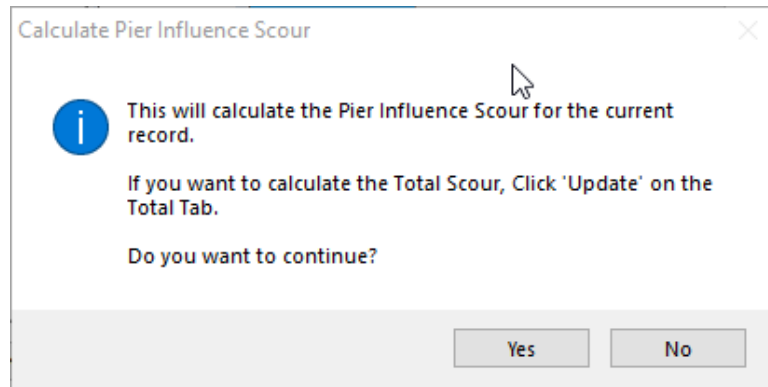 Calculate Pier Influence Scour
This will calculate the Pier Influence Scour for the current
record.
If you want to calculate the Total Scour, Click 'Update' on the
Total Tab.
Do you want to continue?
Yes
No